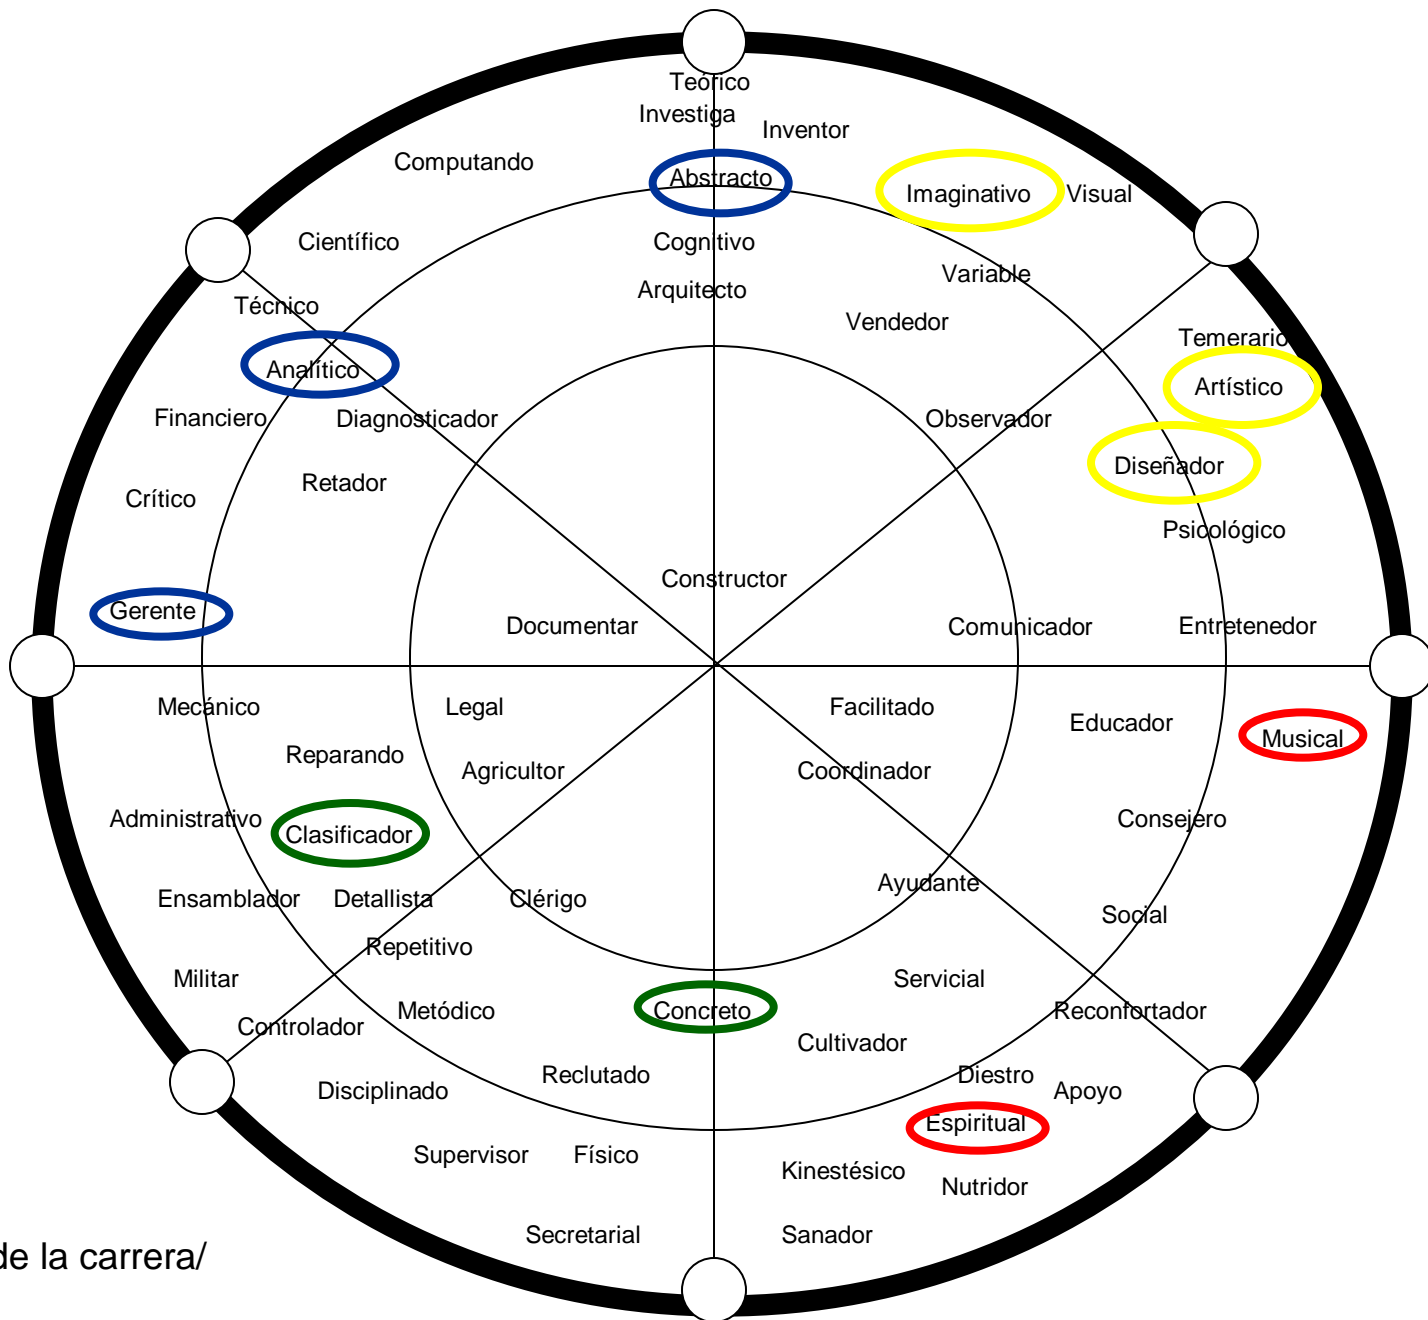 Teórico
Investiga
Inventor
Computando
Abstracto
Imaginativo
Visual
Científico
Cognitivo
Variable
Técnico
Arquitecto
Vendedor
Temerario
Analítico
Artístico
Financiero
Diagnosticador
Observador
Diseñador
Retador
Crítico
Psicológico
Constructor
Gerente
Documentar
Comunicador
Entretenedor
Mecánico
Legal
Facilitado
Educador
Musical
Reparando
Agricultor
Coordinador
Administrativo
Clasificador
Consejero
Ensamblador
Detallista
Clérigo
Ayudante
Social
Repetitivo
Militar
Servicial
Controlador
Metódico
Concreto
Reconfortador
Cultivador
Disciplinado
Reclutado
Diestro
Apoyo
Espiritual
Supervisor
Físico
Kinestésico
Nutridor
Secretarial
Sanador
de la carrera/